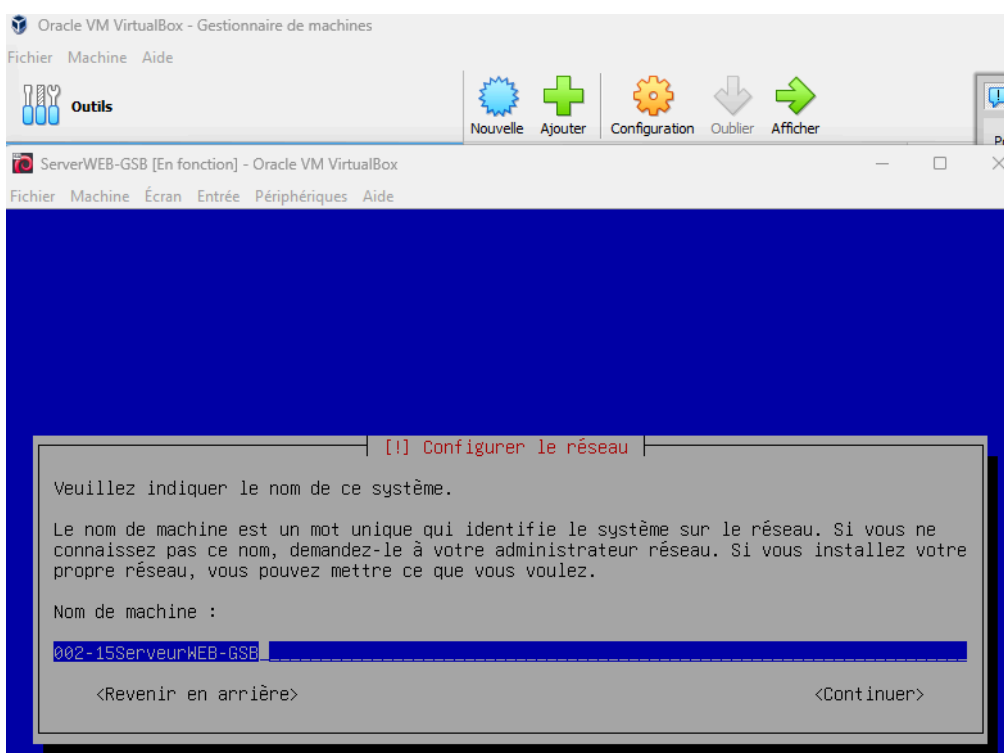 Oracle VM VirtualBox - Gestionnaire de machines
Fichier Machine Aide
Outils
Nouvelle Ajouter Configuration Oublier Afficher
ServerWEB-GSB [En fonction] - Oracle VM VirtualBox
Fichier Machine Écran Entrée Périphériques Aide
[!] Configurer le réseau
Veuillez indiquer le nom de ce système.
Le nom de machine est un mot unique qui identifie le système sur le réseau. Si vous ne
connaissez pas ce nom, demandez-le à votre administrateur réseau. Si vous installez votre
propre réseau, vous pouvez mettre ce que vous voulez.
Nom de machine :
002-15ServeurWEB-GSB
<Revenir en arrière> <Continuer>